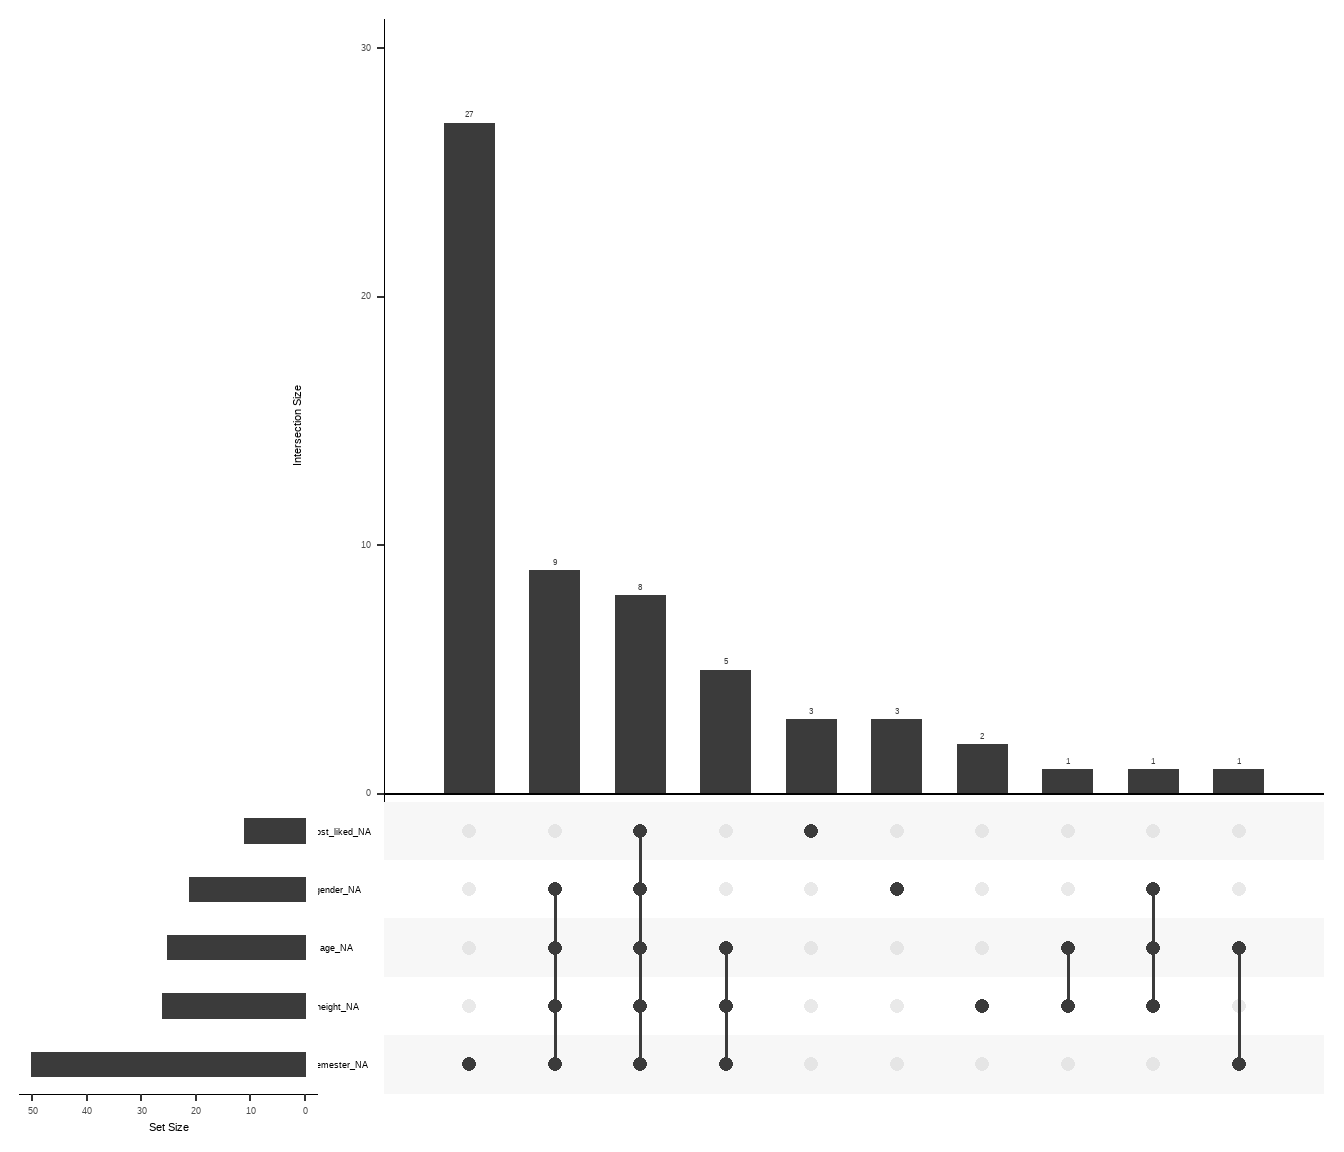 30
27
20
Intersection Size
10
9
8
5
3
3
2
1
1
1
0
ost_liked_NA
gender_NA
age_NA
height_NA
emester_NA
50 40 30 20 10 0
Set Size